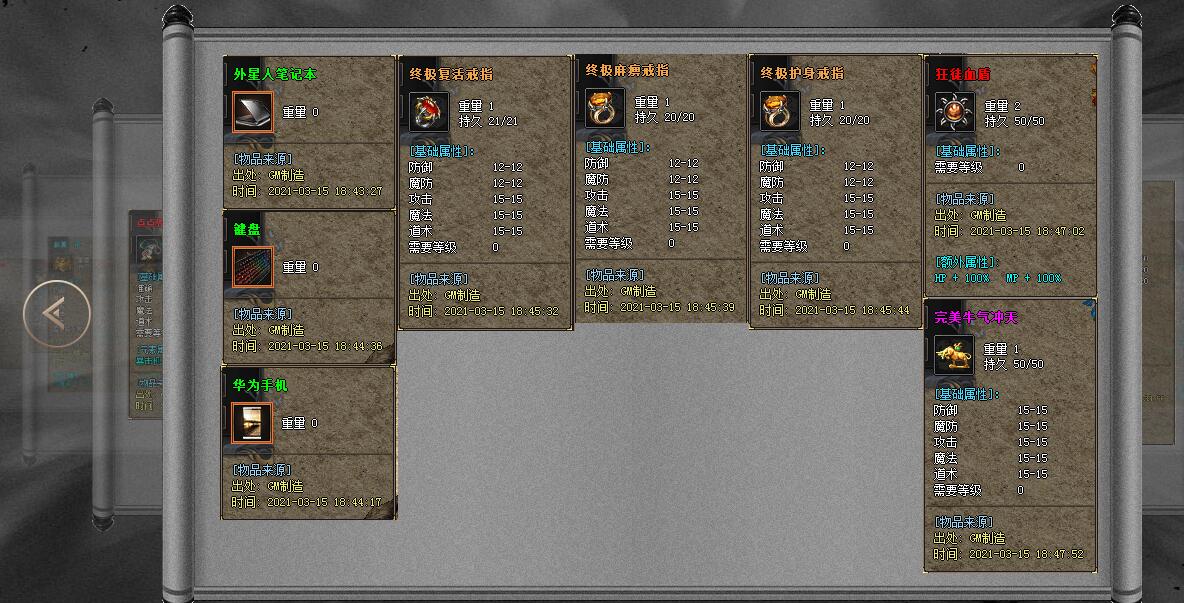 外星人笔记本
重量 0
[物品来源]
出处: GM制造
时间: 2021-03-15 18:43:27
键盘
重量 0
[物品来源]
出处: GM制造
时间: 2021-03-15 18:44:36
华为手机
重量 0
[物品来源]
出处: GM制造
时间: 2021-03-15 18:44:17
终极复活戒指
重量 1
持久 21/21
[基础属性]:
防御 12-12
魔防 12-12
攻击 15-15
魔法 15-15
道术 15-15
需要等级 0
[物品来源]
出处: GM制造
时间: 2021-03-15 18:45:32
终极麻痹戒指
重量 1
持久 20/20
[基础属性]:
防御 12-12
魔防 12-12
攻击 15-15
魔法 15-15
道术 15-15
需要等级 0
[物品来源]
出处: GM制造
时间: 2021-03-15 18:45:39
终极护身戒指
重量 1
持久 20/20
[基础属性]:
防御 12-12
魔防 12-12
攻击 15-15
魔法 15-15
道术 15-15
需要等级 0
[物品来源]
出处: GM制造
时间: 2021-03-15 18:45:44
狂徒血盾
重量 2
持久 50/50
[基础属性]:
需要等级 0
[物品来源]
出处: GM制造
时间: 2021-03-15 18:47:02
[额外属性]:
HP + 100% MP + 100%
完美牛气冲天
重量 1
持久 50/50
[基础属性]:
防御 15-15
魔防 15-15
攻击 15-15
魔法 15-15
道术 15-15
需要等级 0
[物品来源]
出处: GM制造
时间: 2021-03-15 18:47:52